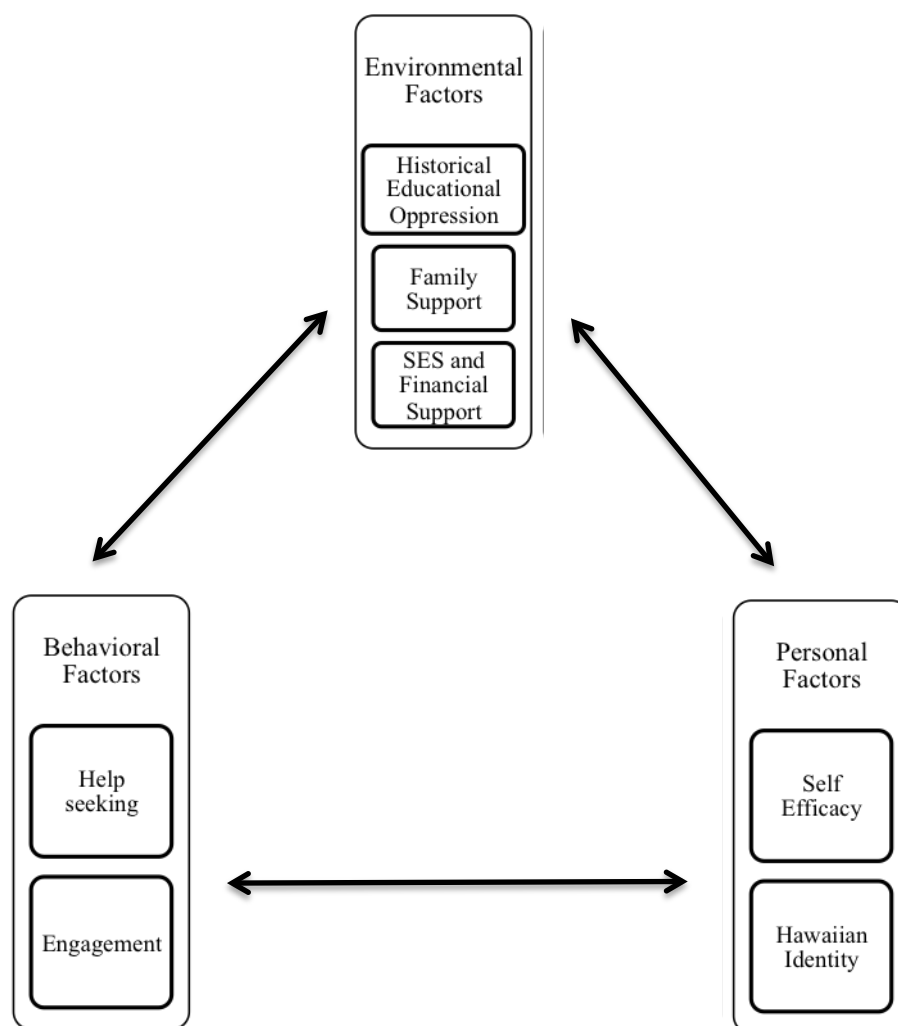 Environmental
Factors
Historical
Educational
Oppression
Family
Support
SES and
Financial
Support
Behavioral
Factors
Help
seeking
Engagement
Personal
Factors
Self
Efficacy
Hawaiian
Identity